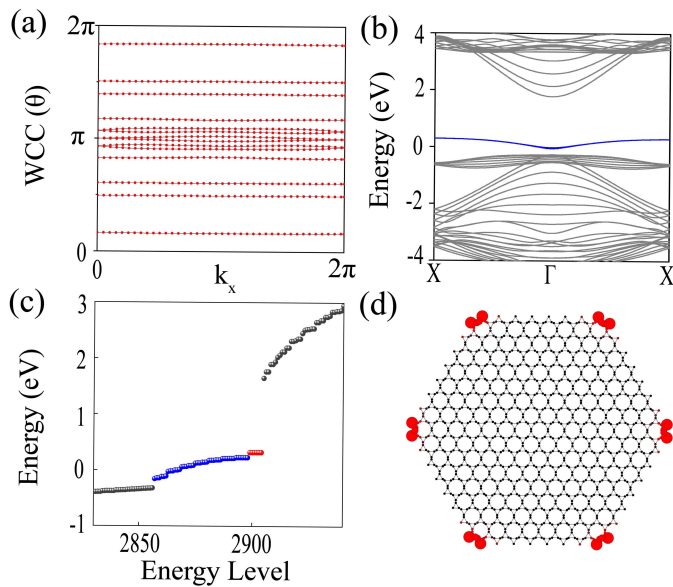 (a)
WCC (θ)
2π
π
0
0
2π
kx
(b)
Energy (eV)
4
2
0
-2
-4
X
Γ
X
(c)
Energy (eV)
3
2
1
0
-1
2850
2900
Energy Level
(d)